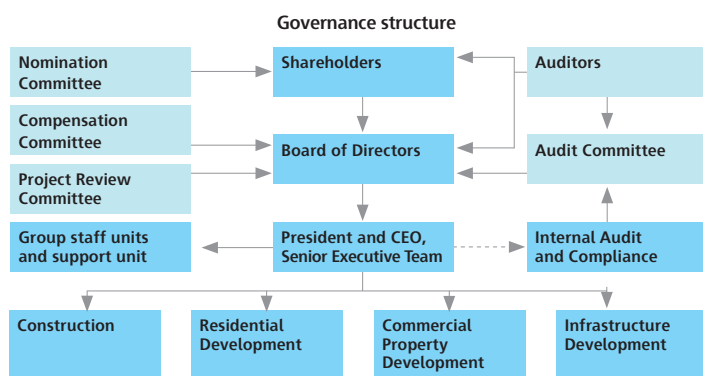 Governance structure
Nomination
Committee
Shareholders
Auditors
Compensation
Committee
Board of Directors
Audit Committee
Project Review
Committee
Group staff units
and support unit
President and CEO,
Senior Executive Team
Internal Audit
and Compliance
Construction
Residential
Development
Commercial
Property
Development
Infrastructure
Development